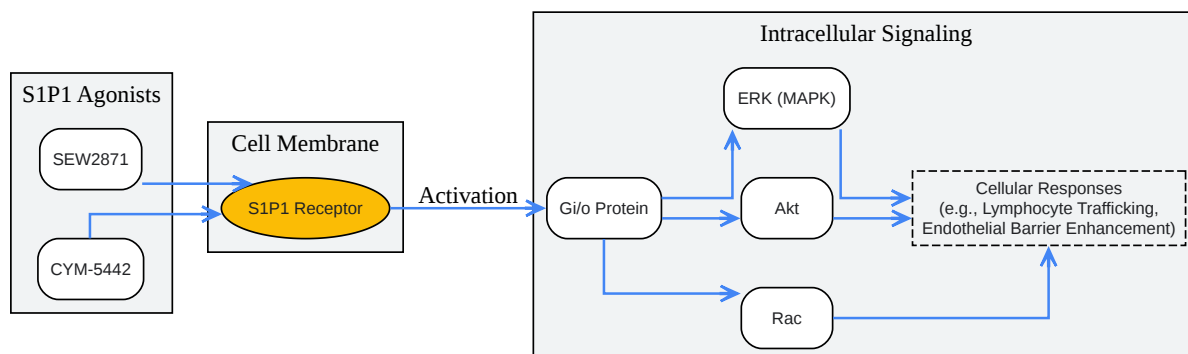 S1P1 Agonists
SEW2871
CYM-5442
Cell Membrane
S1P1 Receptor
Activation
Intracellular Signaling
Gi/o Protein
ERK (MAPK)
Akt
Rac
Cellular Responses
(e.g., Lymphocyte Trafficking,
Endothelial Barrier Enhancement)